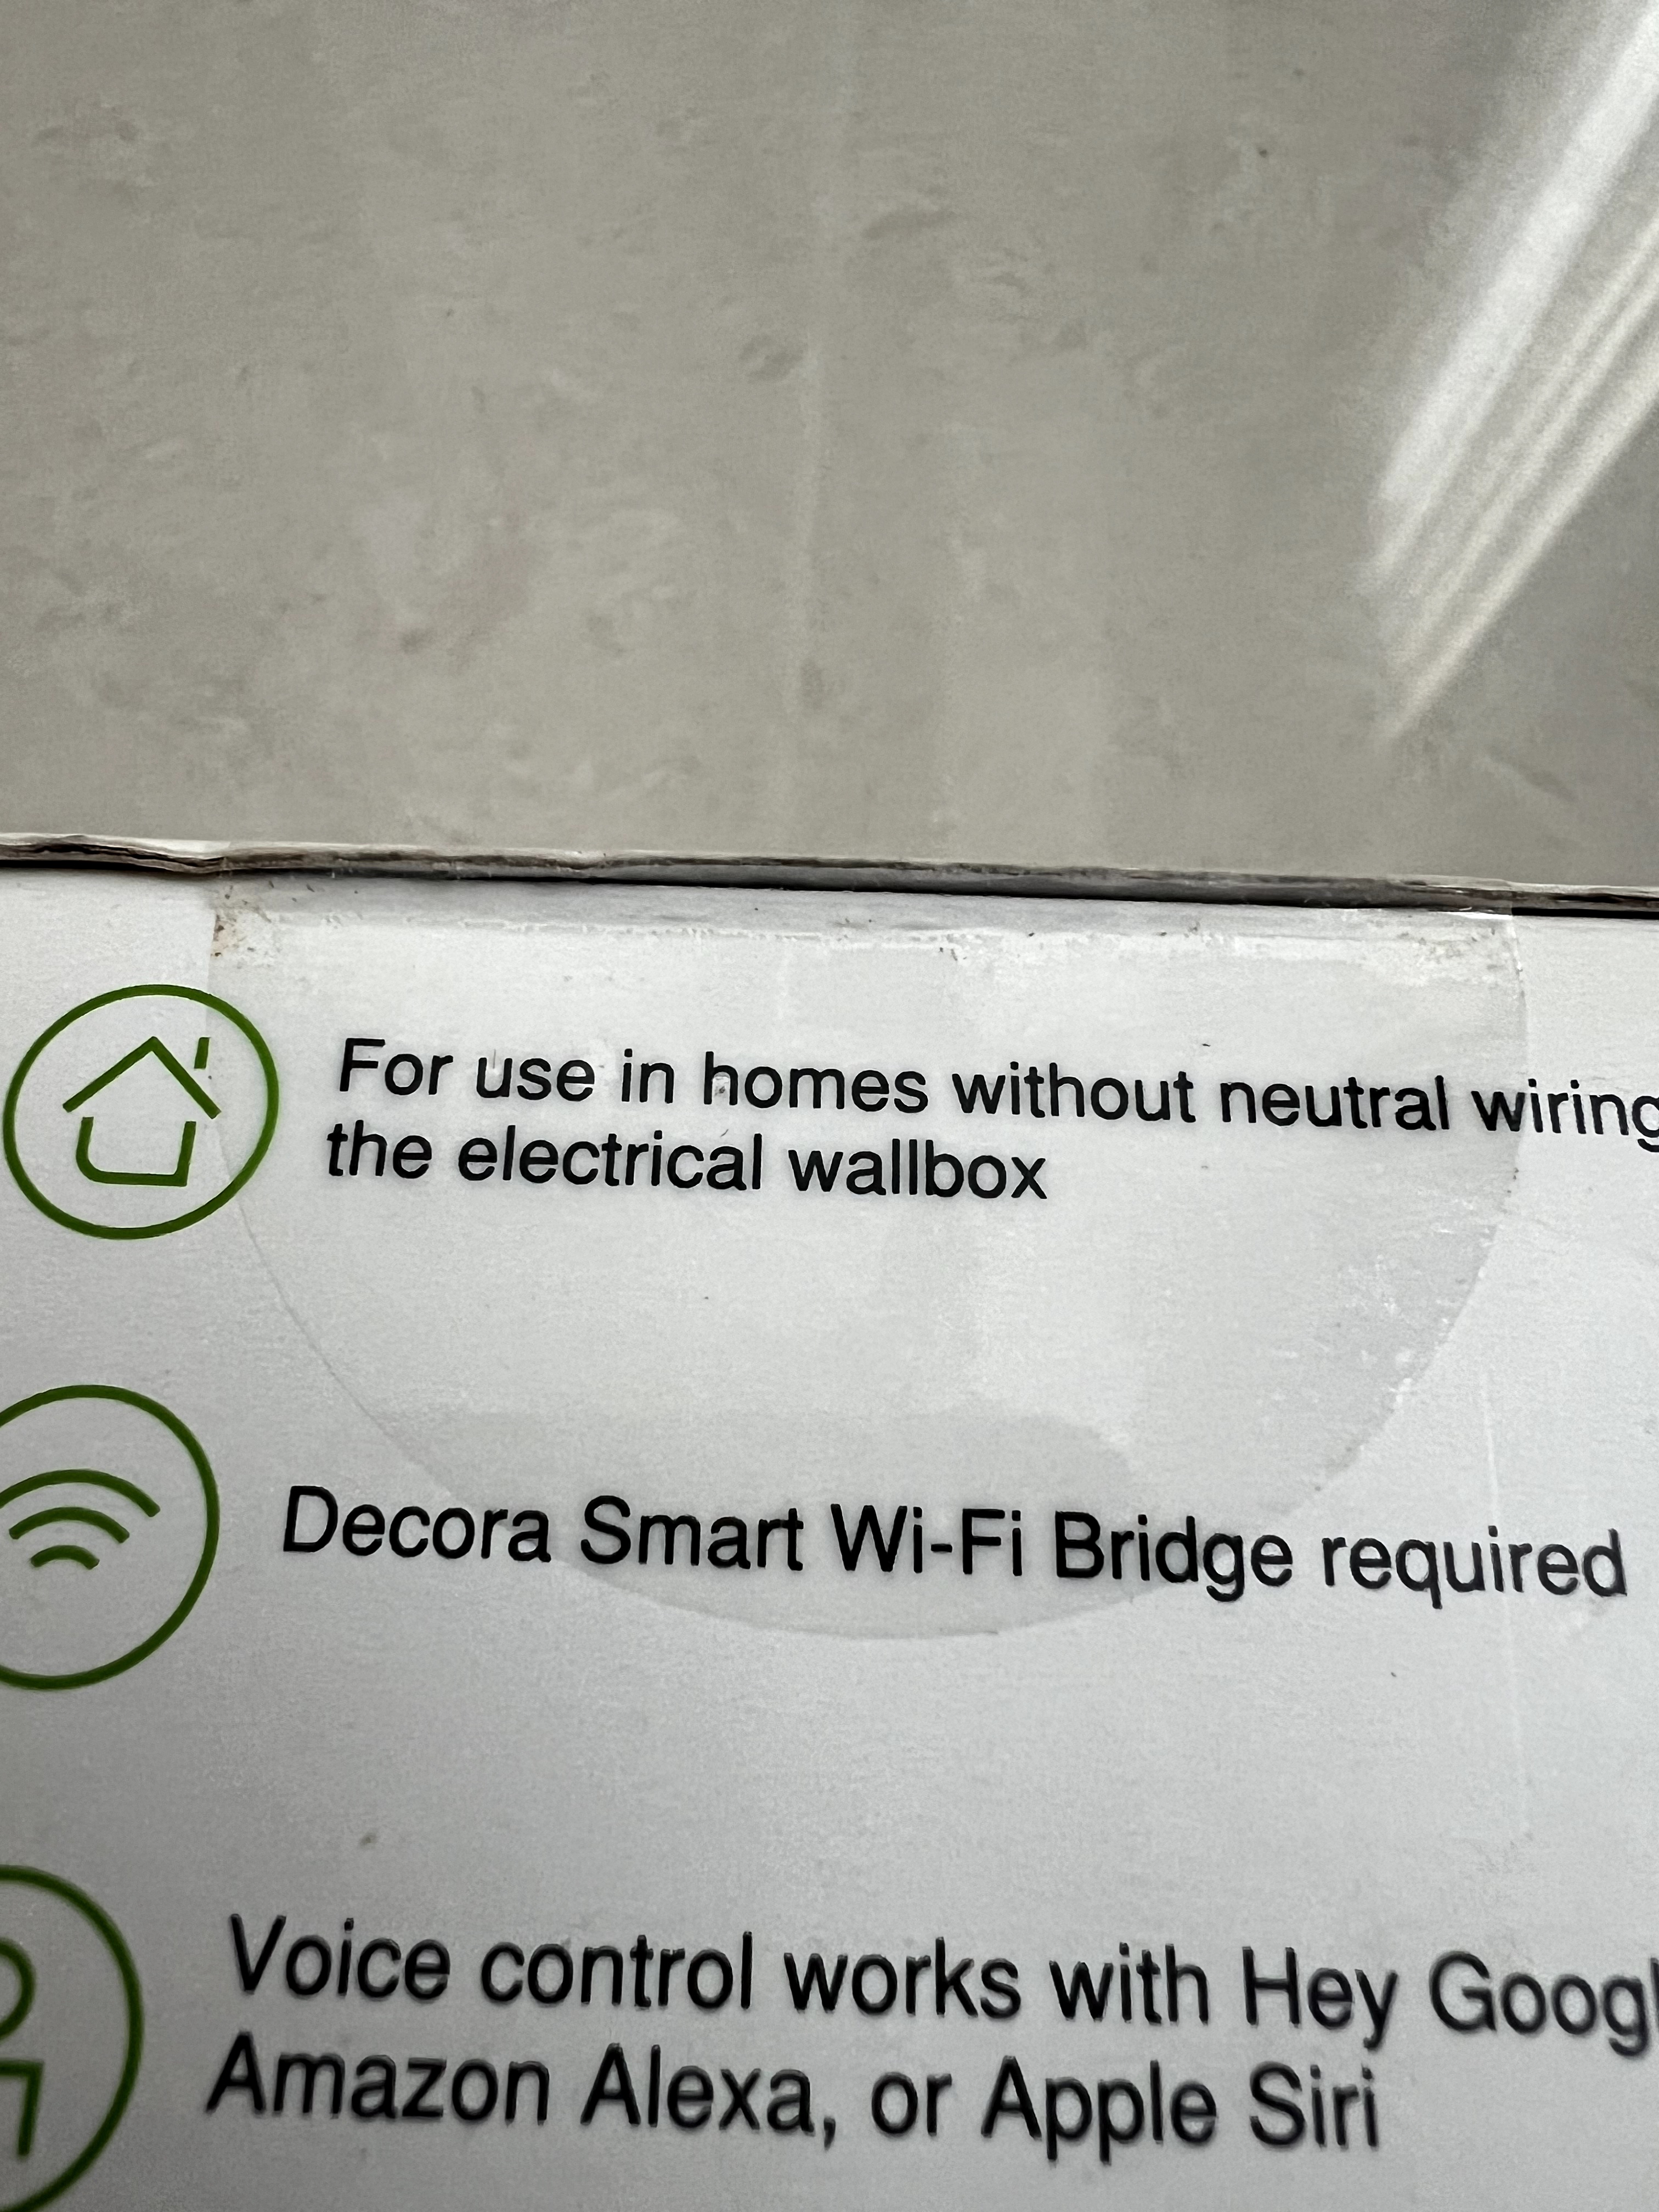 For use in homes without neutral wiring
the electrical wallbox
Decora Smart Wi-Fi Bridge required
Voice control works with Hey Googl
Amazon Alexa, or Apple Siri